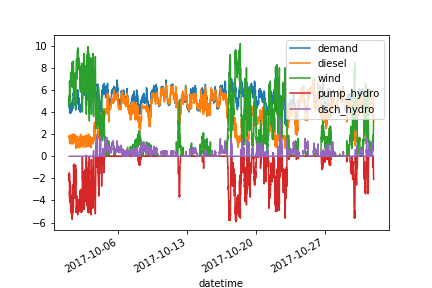 10
8
6
4
2
0
−2
−4
−6
demand
diesel
wind
pump_hydro
dsch_hydro
2017-10-06
2017-10-13
2017-10-20
2017-10-27
datetime